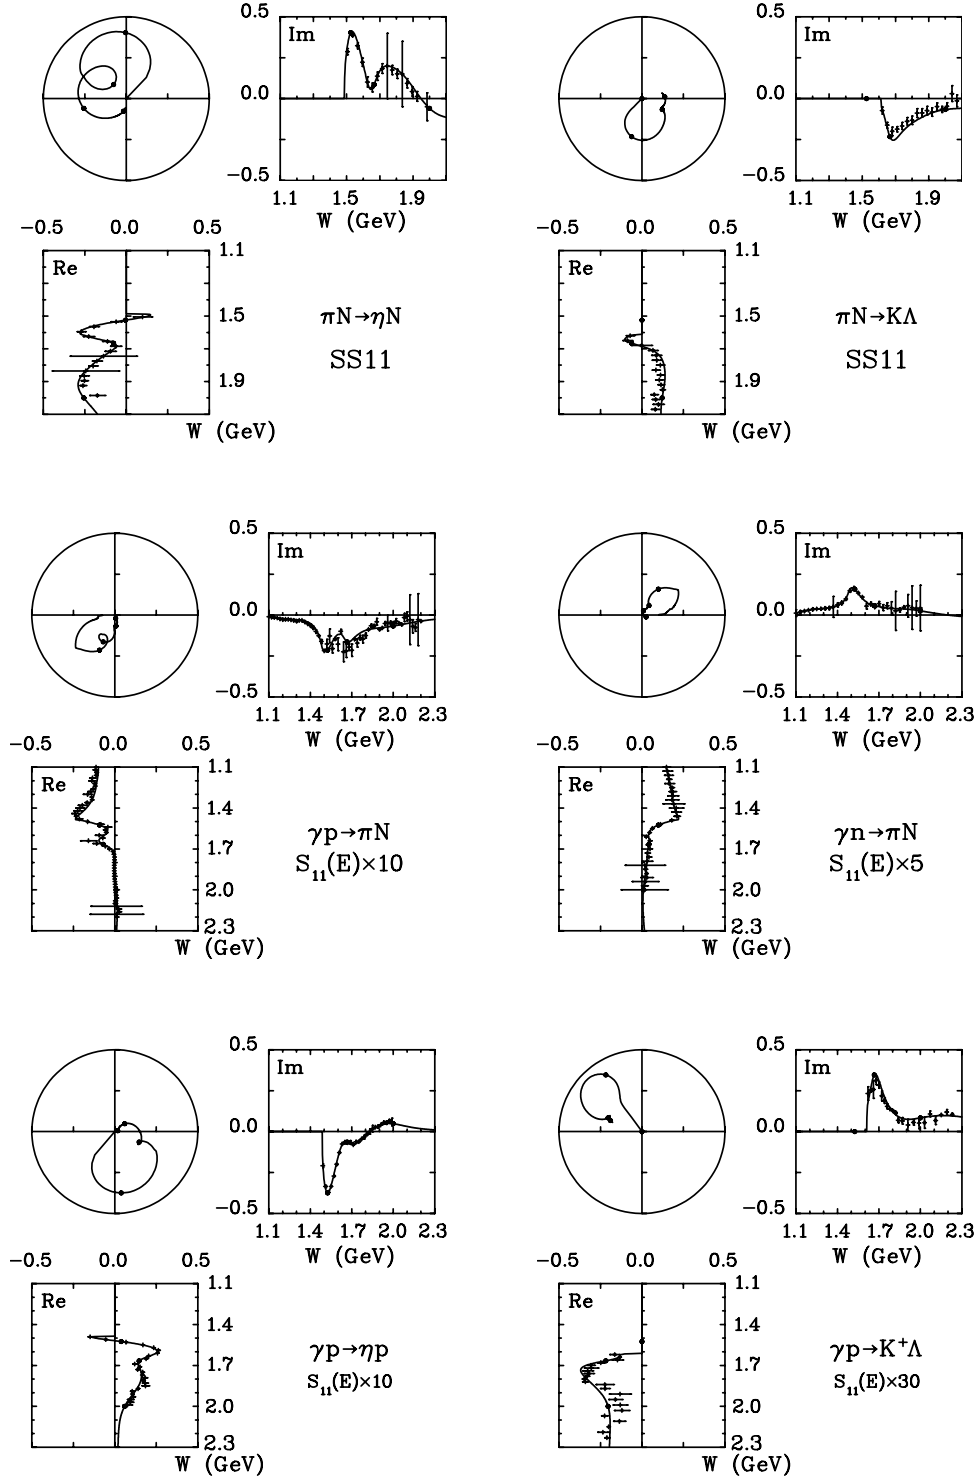 0.5
Im
0.0
−0.5
1.1 1.5 1.9
W (GeV)
−0.5 0.0 0.5
Re
1.1
1.5
1.9
W (GeV)
πN→ηN
SS11
0.5
Im
0.0
−0.5
1.1 1.5 1.9
W (GeV)
−0.5 0.0 0.5
Re
1.1
1.5
1.9
W (GeV)
πN→KΛ
SS11
0.5
Im
0.0
−0.5
1.1 1.4 1.7 2.0 2.3
W (GeV)
−0.5 0.0 0.5
Re
1.1
1.4
1.7
2.0
2.3
W (GeV)
γp→πN
S₁₁(E)×10
0.5
Im
0.0
−0.5
1.1 1.4 1.7 2.0 2.3
W (GeV)
−0.5 0.0 0.5
Re
1.1
1.4
1.7
2.0
2.3
W (GeV)
γn→πN
S₁₁(E)×5
0.5
Im
0.0
−0.5
1.1 1.4 1.7 2.0 2.3
W (GeV)
−0.5 0.0 0.5
Re
1.1
1.4
1.7
2.0
2.3
W (GeV)
γp→ηp
S₁₁(E)×10
0.5
Im
0.0
−0.5
1.1 1.4 1.7 2.0 2.3
W (GeV)
−0.5 0.0 0.5
Re
1.1
1.4
1.7
2.0
2.3
W (GeV)
γp→K⁺Λ
S₁₁(E)×30